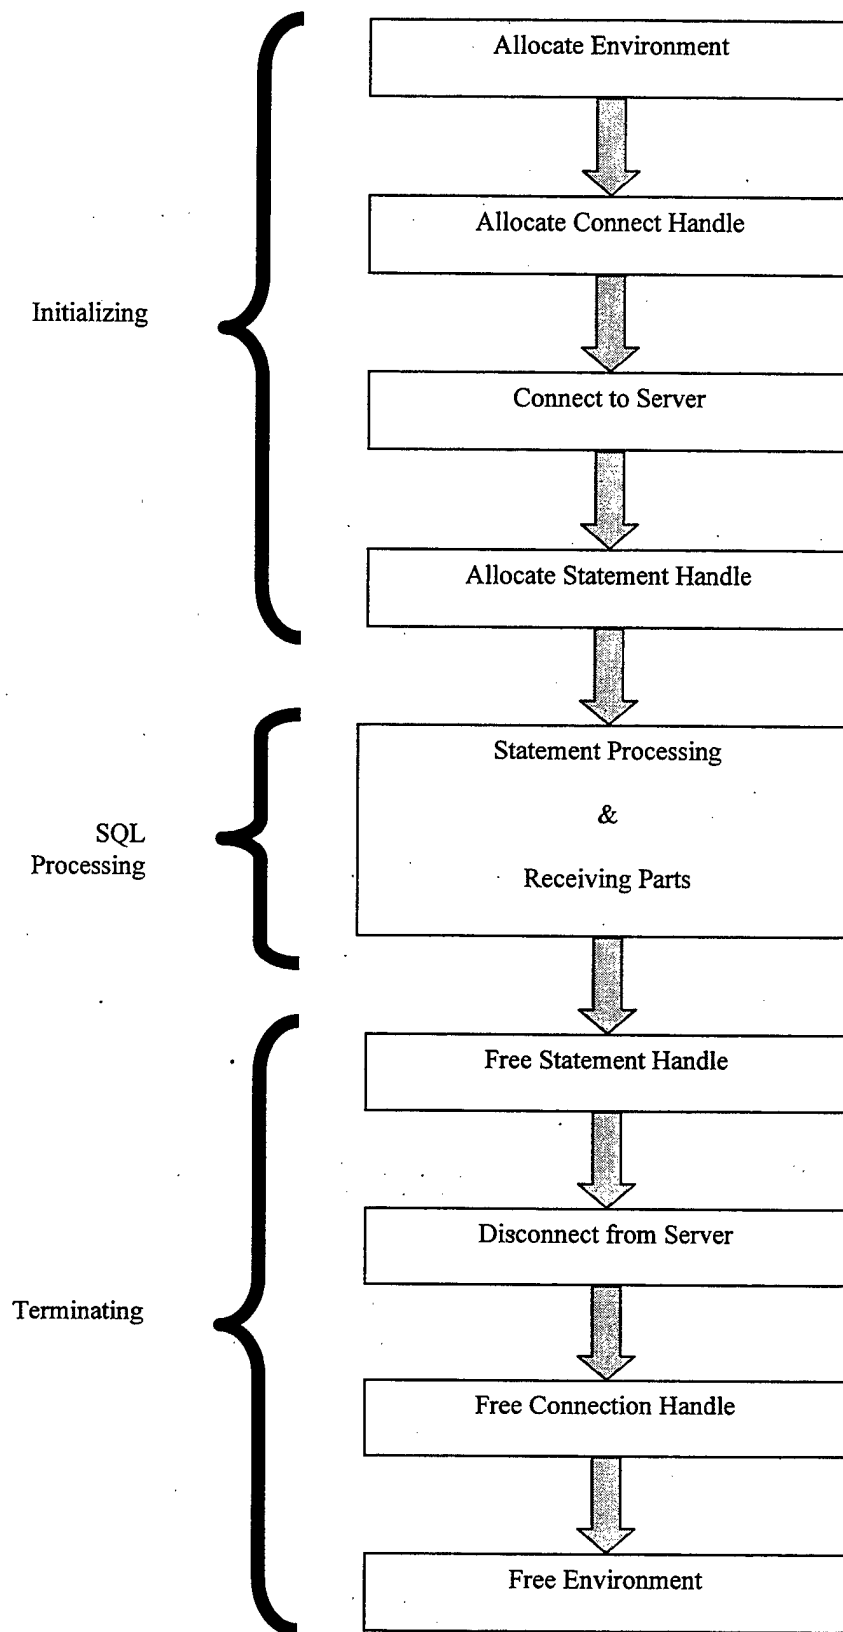 Allocate Environment
Allocate Connect Handle
Initializing
Connect to Server
Allocate Statement Handle
Statement Processing
&
Receiving Parts
SQL
Processing
Free Statement Handle
Disconnect from Server
Terminating
Free Connection Handle
Free Environment